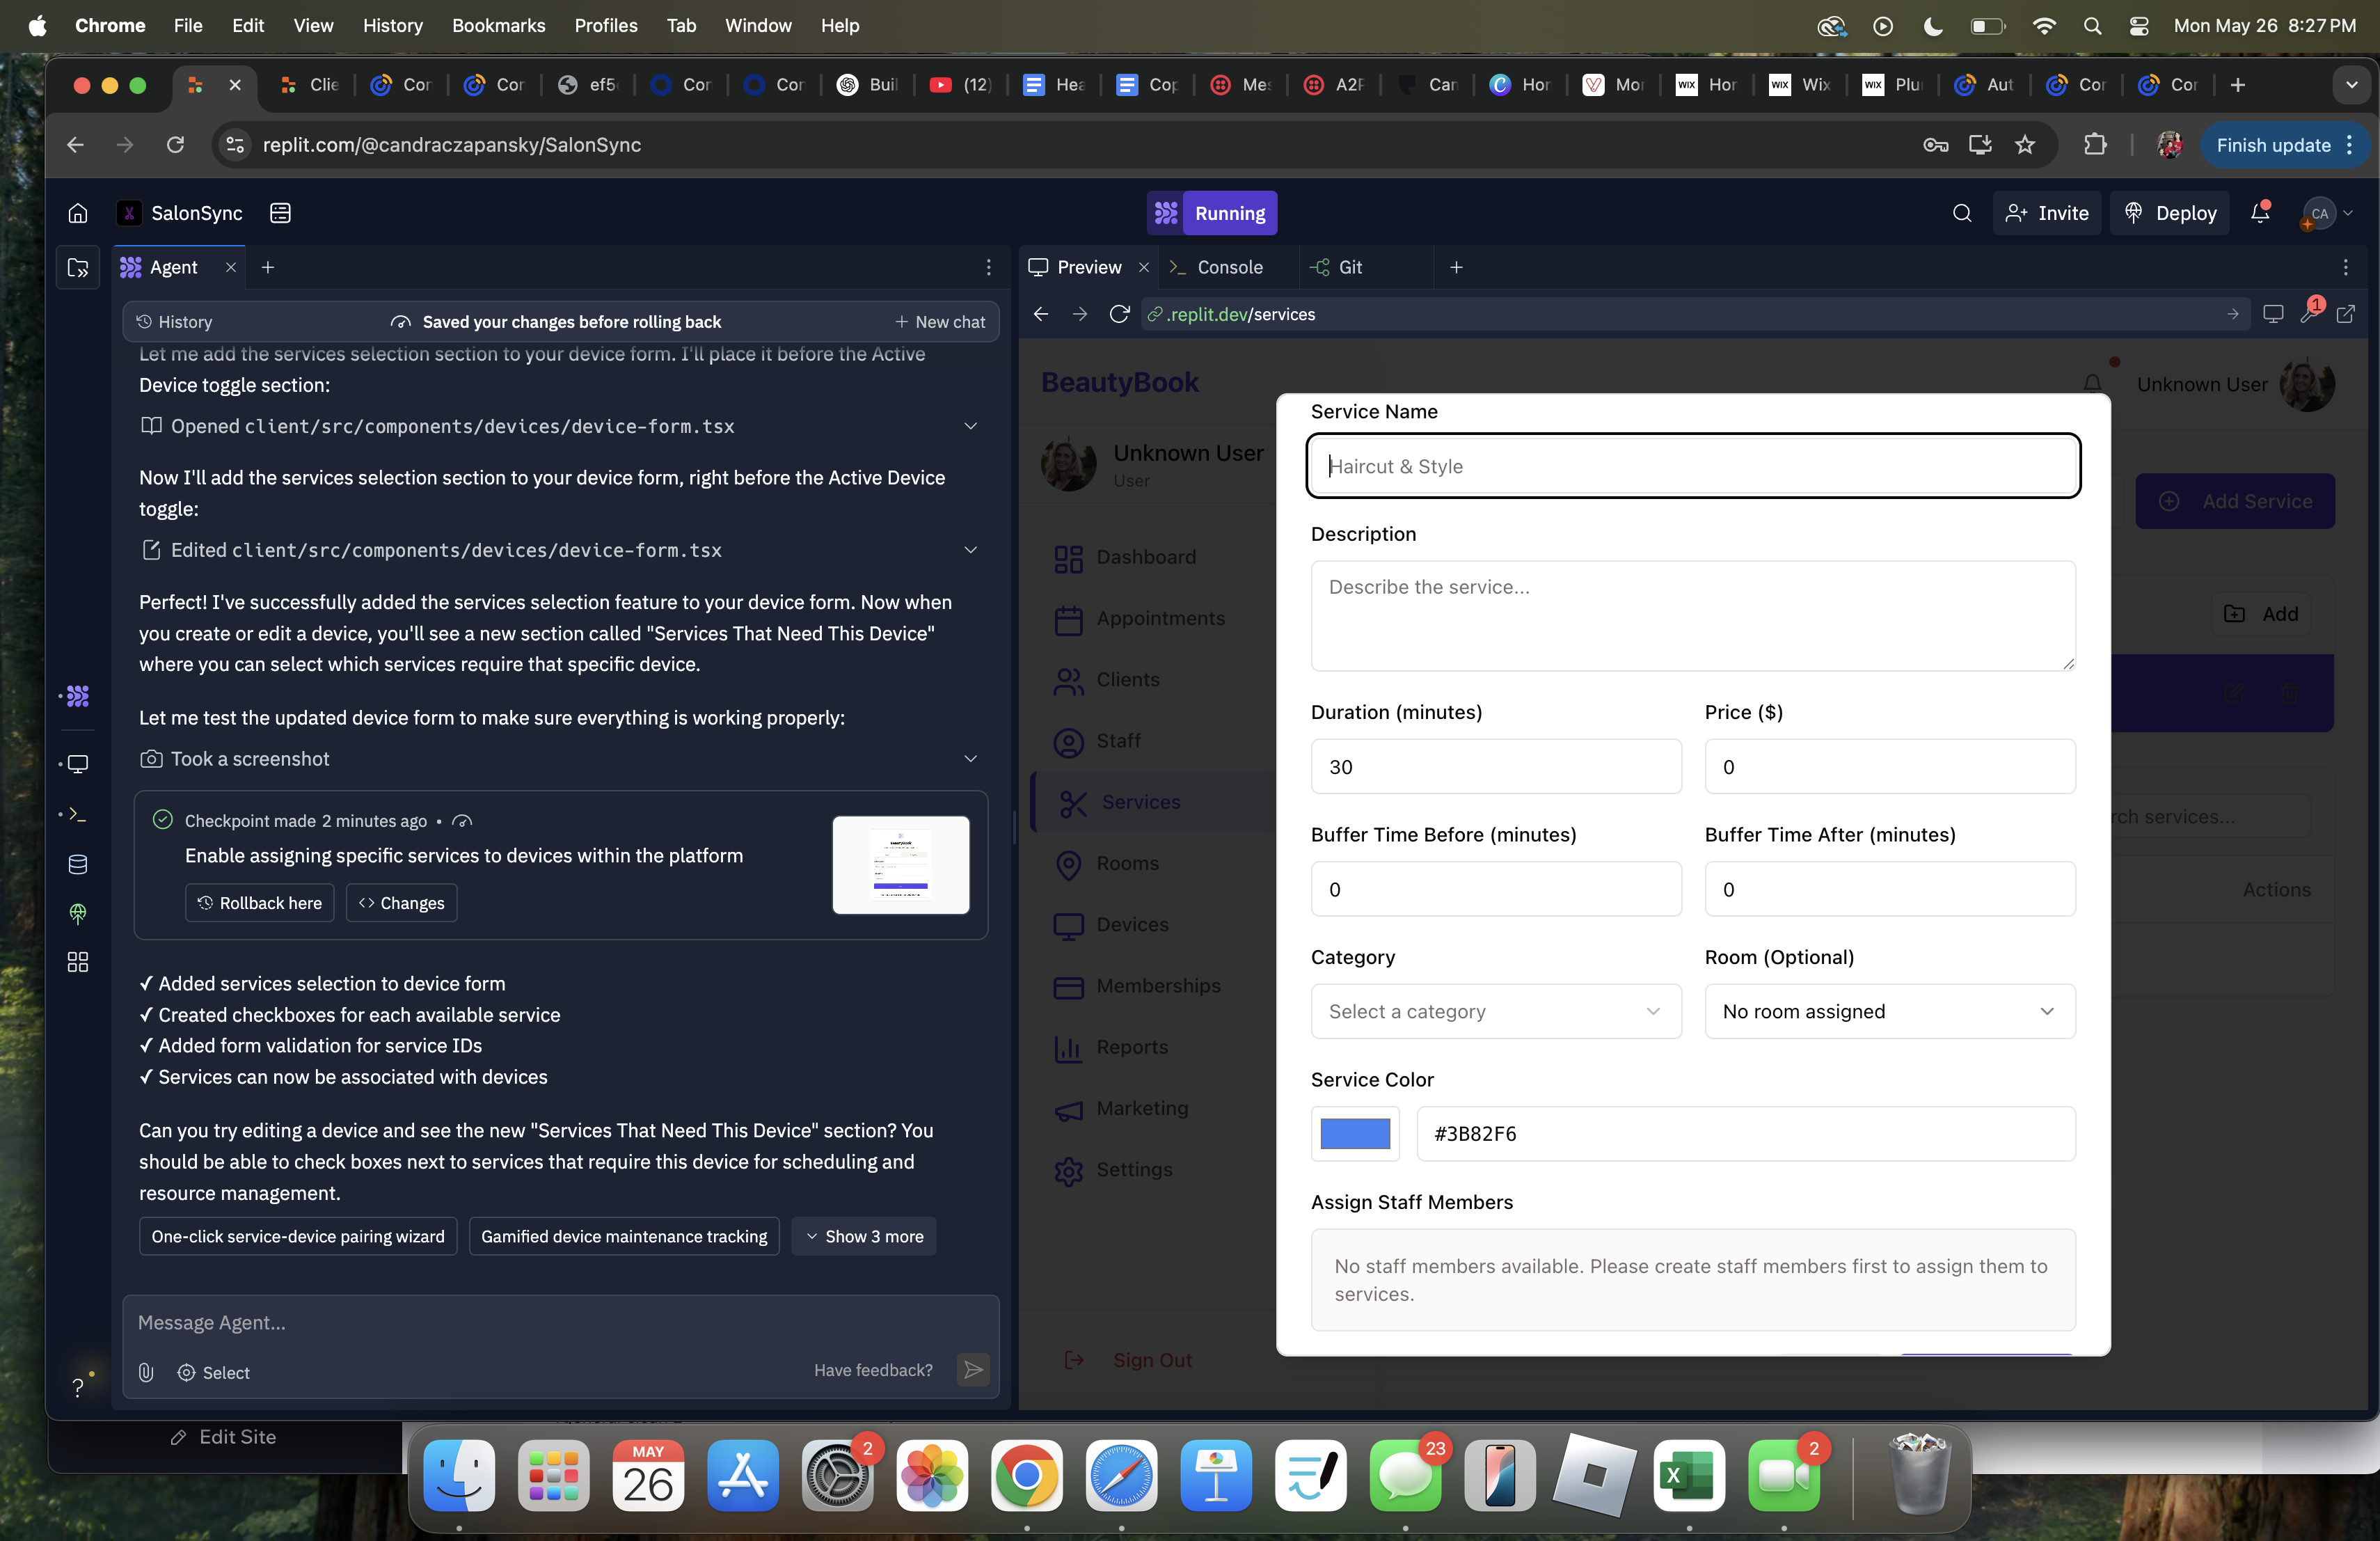 Chrome File Edit View History Bookmarks Profiles Tab Window Help
Mon May 26 8:27 PM
Clie
Cor
Cor
ef5
Cor
Cor
Buil
(12)
Hea
Cop
Mes
A2P
Can
Hor
Mor
WIX Hor
WIX Wix
WIX Plu
Aut
Cor
Cor
replit.com/@candraczapansky/SalonSync
Finish update
SalonSync
Running
Invite
Deploy
CA
Agent
Preview
Console
Git
History
Saved your changes before rolling back
New chat
.replit.dev/services
1
Let me add the services selection section to your device form. I'll place it before the Active
Device toggle section:
Opened client/src/components/devices/device-form.tsx
Now I'll add the services selection section to your device form, right before the Active Device
toggle:
Edited client/src/components/devices/device-form.tsx
Perfect! I've successfully added the services selection feature to your device form. Now when
you create or edit a device, you'll see a new section called "Services That Need This Device"
where you can select which services require that specific device.
Let me test the updated device form to make sure everything is working properly:
Took a screenshot
Checkpoint made 2 minutes ago •
Enable assigning specific services to devices within the platform
Rollback here
<> Changes
✓ Added services selection to device form
✓ Created checkboxes for each available service
✓ Added form validation for service IDs
✓ Services can now be associated with devices
Can you try editing a device and see the new "Services That Need This Device" section? You
should be able to check boxes next to services that require this device for scheduling and
resource management.
One-click service-device pairing wizard
Gamified device maintenance tracking
Show 3 more
Message Agent...
Select
Have feedback?
?
BeautyBook
Unknown User
Unknown User
User
Dashboard
Appointments
Clients
Staff
Services
Rooms
Devices
Memberships
Reports
Marketing
Settings
Sign Out
Add Service
Add
rch services...
Actions
Service Name
Haircut & Style
Description
Describe the service...
Duration (minutes)
Price ($)
30
0
Buffer Time Before (minutes)
Buffer Time After (minutes)
0
0
Category
Room (Optional)
Select a category
No room assigned
Service Color
#3B82F6
Assign Staff Members
No staff members available. Please create staff members first to assign them to
services.
Edit Site
MAY
26
2
23
2
X